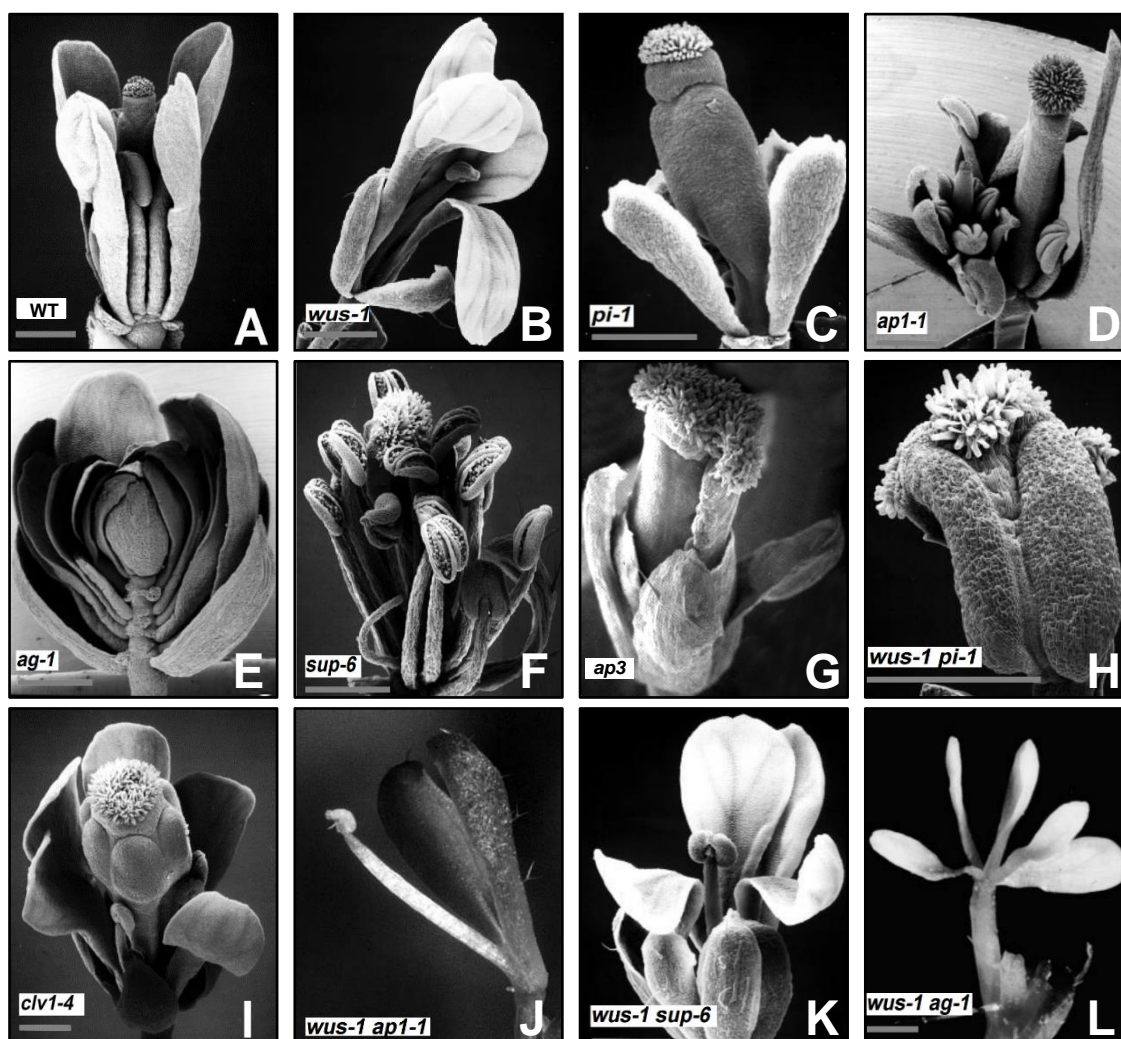 WT
A
wus-1
B
pi-1
C
ap1-1
D
ag-1
E
sup-6
F
ap3
G
wus-1 pi-1
H
clv1-4
I
wus-1 ap1-1
J
wus-1 sup-6
K
wus-1 ag-1
L